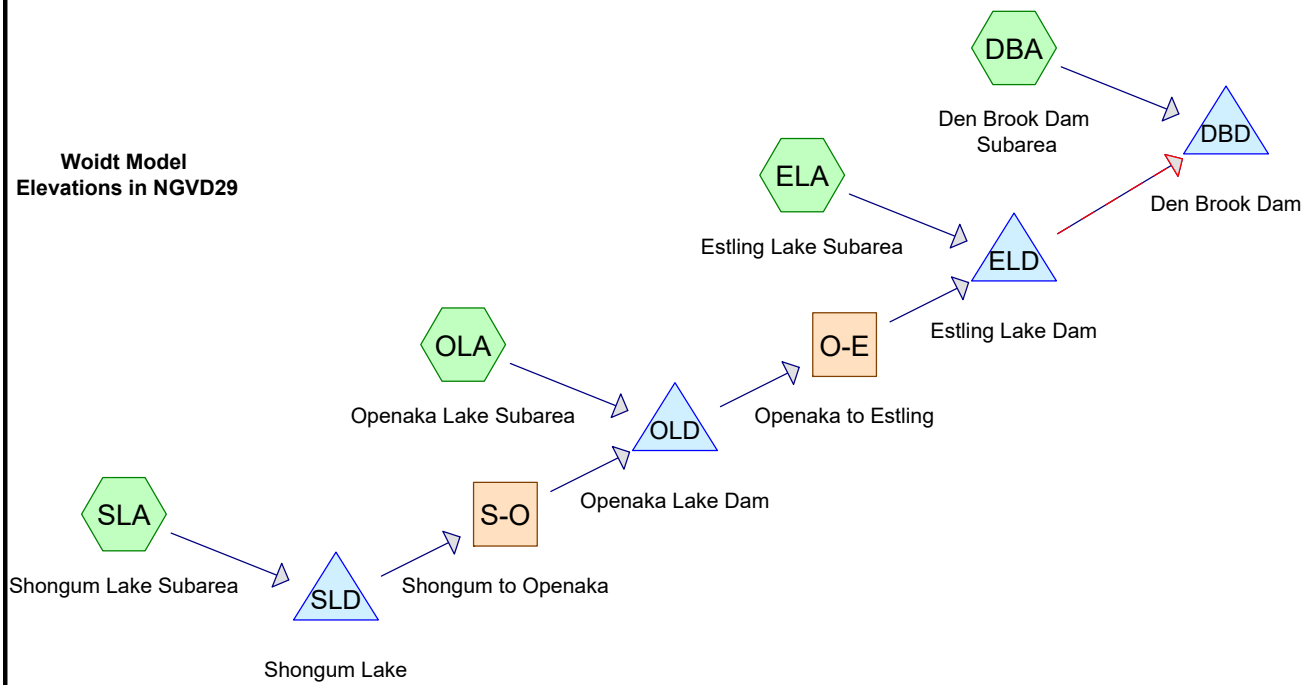 DBA
Den Brook Dam
Subarea
DBD
Den Brook Dam
Woidt Model
Elevations in NGVD29
ELA
Estling Lake Subarea
ELD
Estling Lake Dam
OLA
Openaka Lake Subarea
O-E
Openaka to Estling
OLD
Openaka Lake Dam
SLA
Shongum Lake Subarea
S-O
Shongum to Openaka
SLD
Shongum Lake